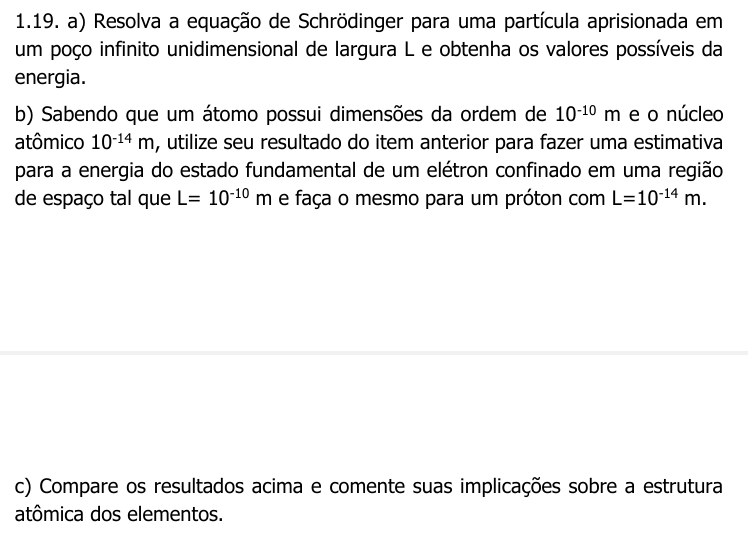 1.19. a) Resolva a equação de Schrödinger para uma partícula aprisionada em
um poço infinito unidimensional de largura L e obtenha os valores possíveis da
energia.
b) Sabendo que um átomo possui dimensões da ordem de 10⁻¹⁰ m e o núcleo
atômico 10⁻¹⁴ m, utilize seu resultado do item anterior para fazer uma estimativa
para a energia do estado fundamental de um elétron confinado em uma região
de espaço tal que L= 10⁻¹⁰ m e faça o mesmo para um próton com L=10⁻¹⁴ m.
c) Compare os resultados acima e comente suas implicações sobre a estrutura
atômica dos elementos.